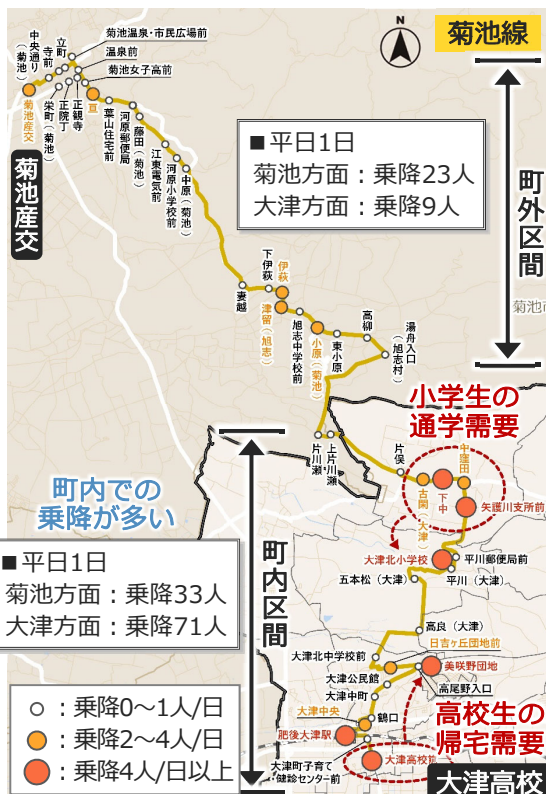 菊池線
N
中央通り（菊池）
寺前
立町
菊池温泉・市民広場前
温泉前
菊池女子高前
菊池産交
栄町（菊池）
正院丁
正観寺
亘
葉山住宅前
河原郵便局
藤田（菊池）
江東電気前
河原小学校前
中原（菊池）
菊池産交
■平日1日
菊池方面：乗降23人
大津方面：乗降9人
町外区間
妻越
下伊萩
伊萩
津留（旭志）
旭志中学校前
小原（菊池）
東小原
高柳
湯舟入口（旭志村）
菊池市
片川瀬
上片川瀬
小学生の
通学需要
片俣
古閑（大津）
下中
中窪田
矢護川支所前
町内での
乗降が多い
■平日1日
菊池方面：乗降33人
大津方面：乗降71人
町内区間
大津北小学校
平川郵便局前
平川（大津）
五本松（大津）
高良（大津）
日吉ヶ丘団地前
大津北中学校前
美咲野団地
大津公民館
高尾野入口
大津中町
大津中央
鶴口
肥後大津駅
高校生の
帰宅需要
大津町子育て
・健診センター前
大津高校前
大津高校
：乗降0～1人/日
：乗降2～4人/日
：乗降4人/日以上